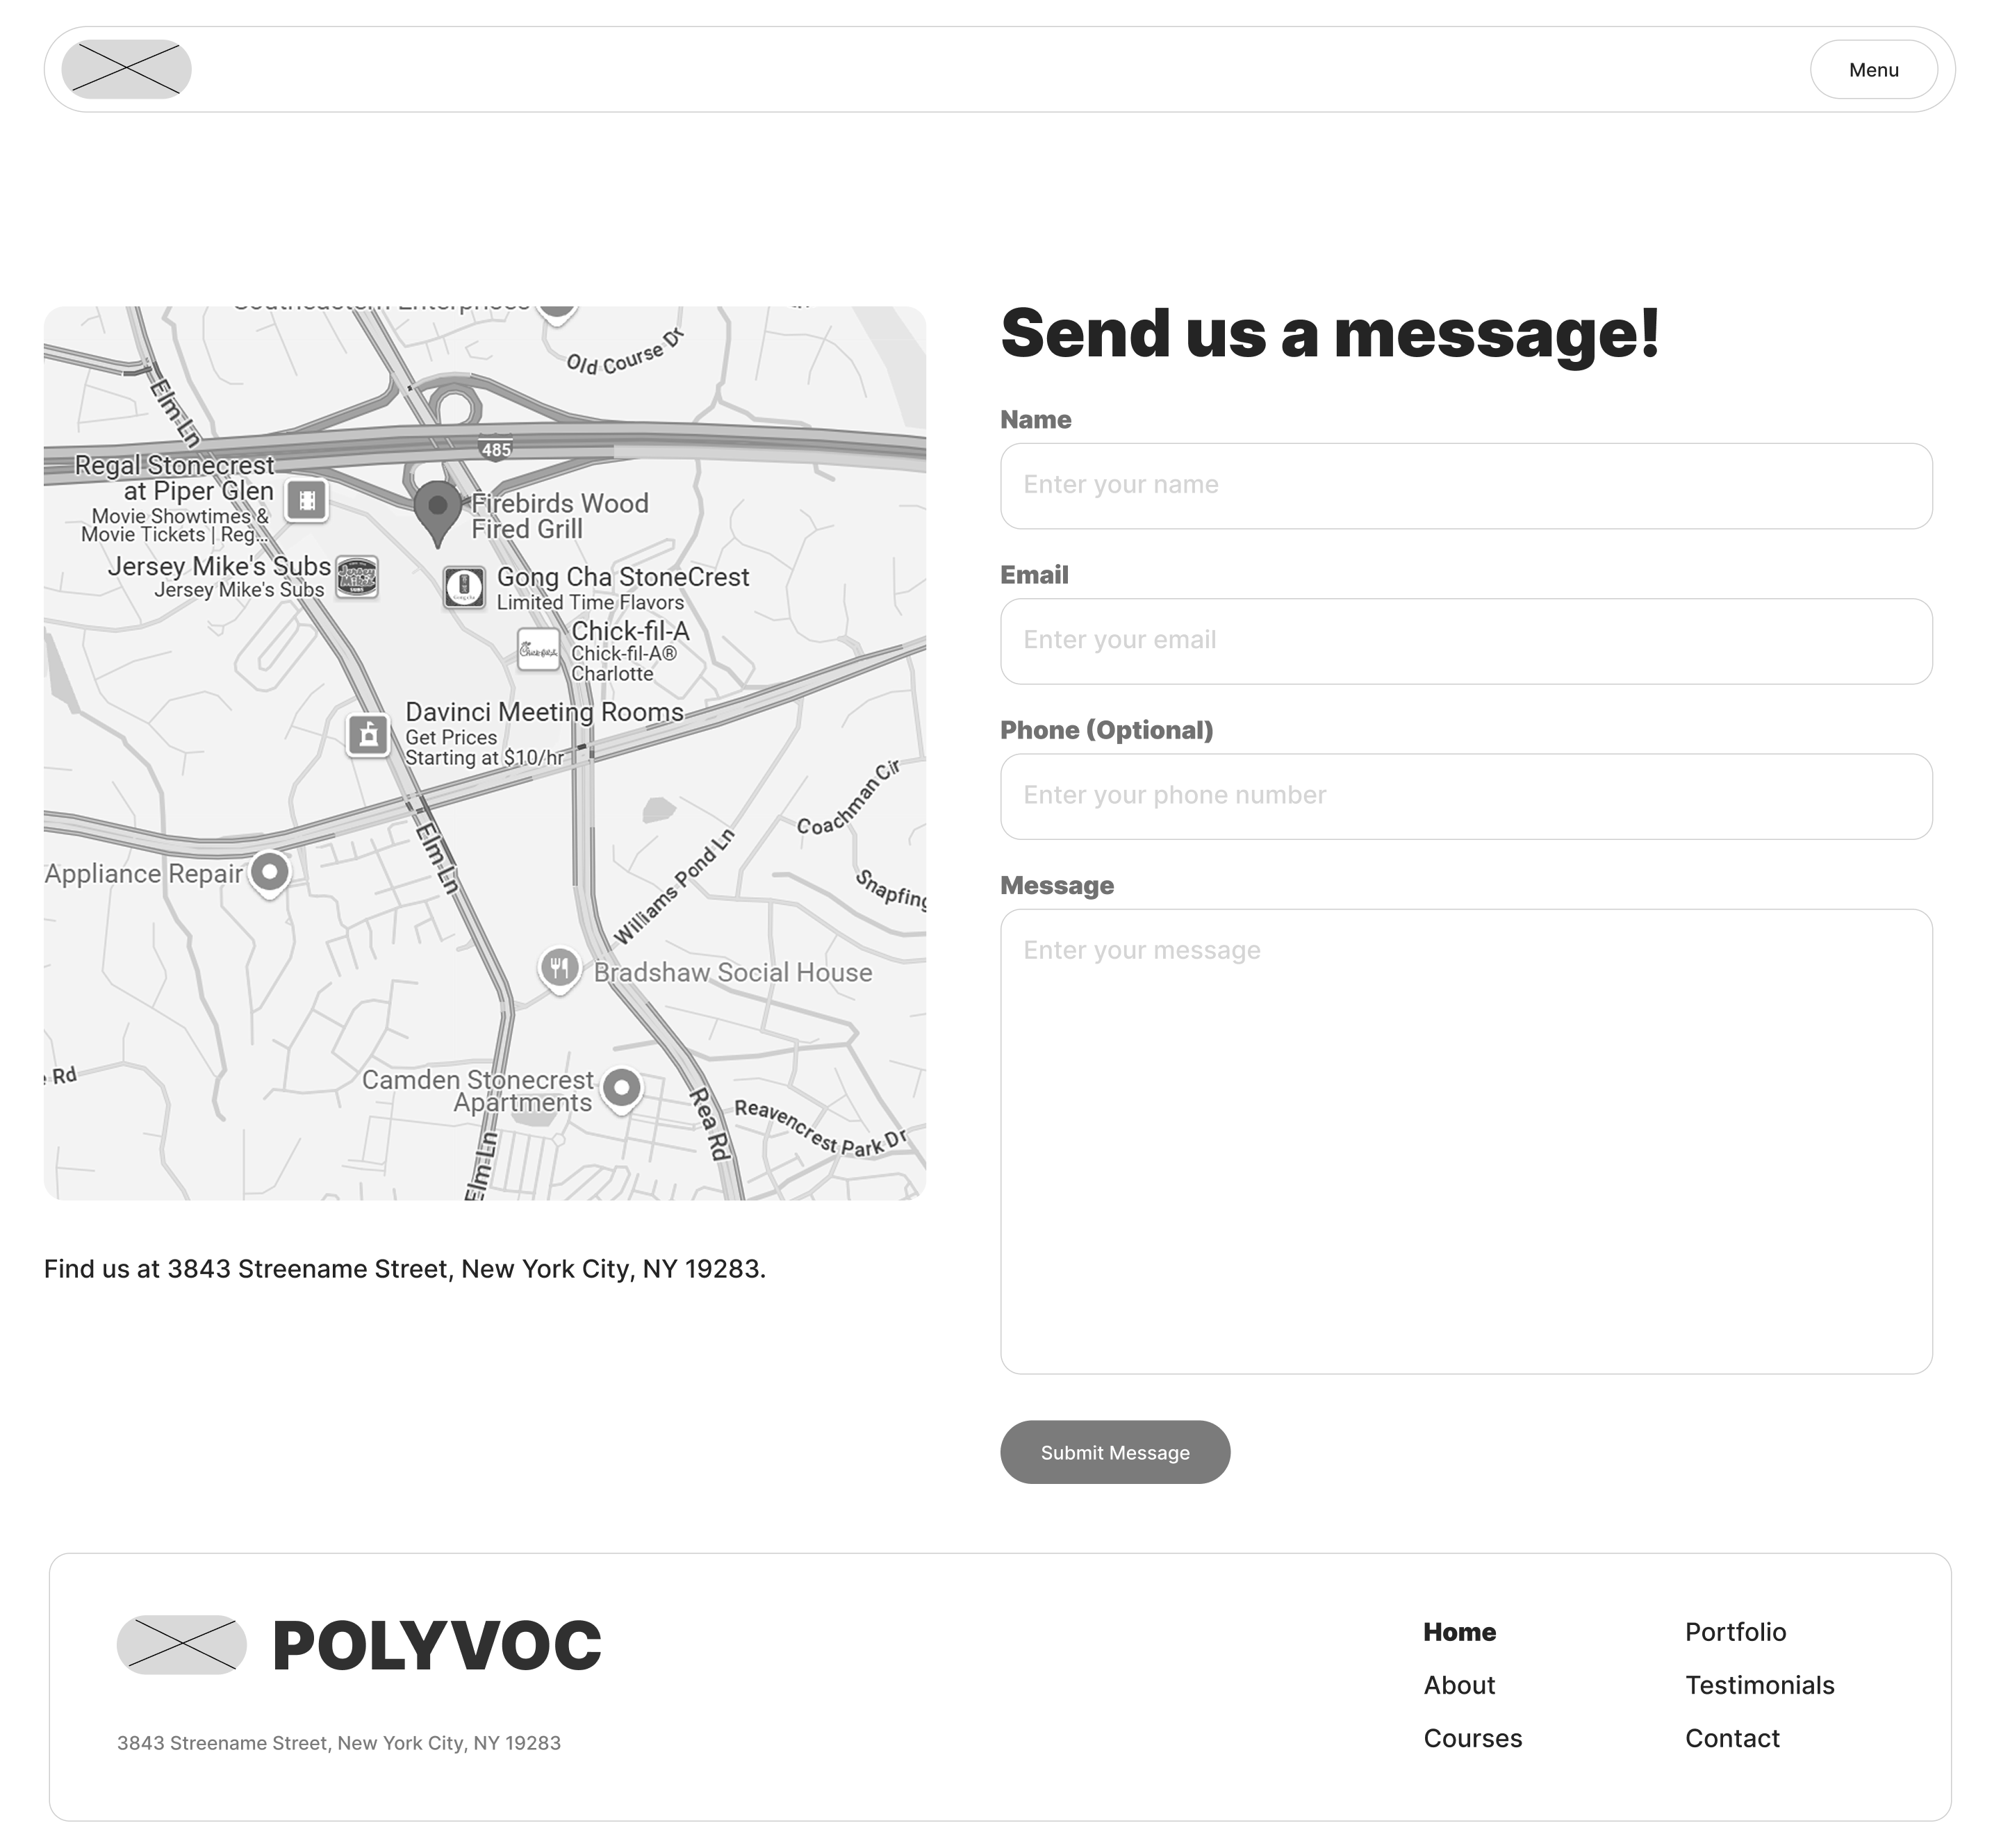 Menu
Southeastern Enterprises
Old Course Dr
Elm Ln
485
Regal Stonecrest
at Piper Glen
Movie Showtimes &
Movie Tickets | Reg...
Firebirds Wood
Fired Grill
Jersey Mike's Subs
Jersey Mike's Subs
Gong Cha StoneCrest
Limited Time Flavors
Chick-fil-A
Chick-fil-A®
Charlotte
Davinci Meeting Rooms
Get Prices
Starting at $10/hr
Coachman Cir
Elm Ln
Williams Pond Ln
Appliance Repair
Snapfing
Bradshaw Social House
Rd
Camden Stonecrest
Apartments
Rea Rd
Reavencrest Park Dr
Elm Ln
Find us at 3843 Streename Street, New York City, NY 19283.
Send us a message!
Name
Enter your name
Email
Enter your email
Phone (Optional)
Enter your phone number
Message
Enter your message
Submit Message
POLYVOC
3843 Streename Street, New York City, NY 19283
Home
About
Courses
Portfolio
Testimonials
Contact